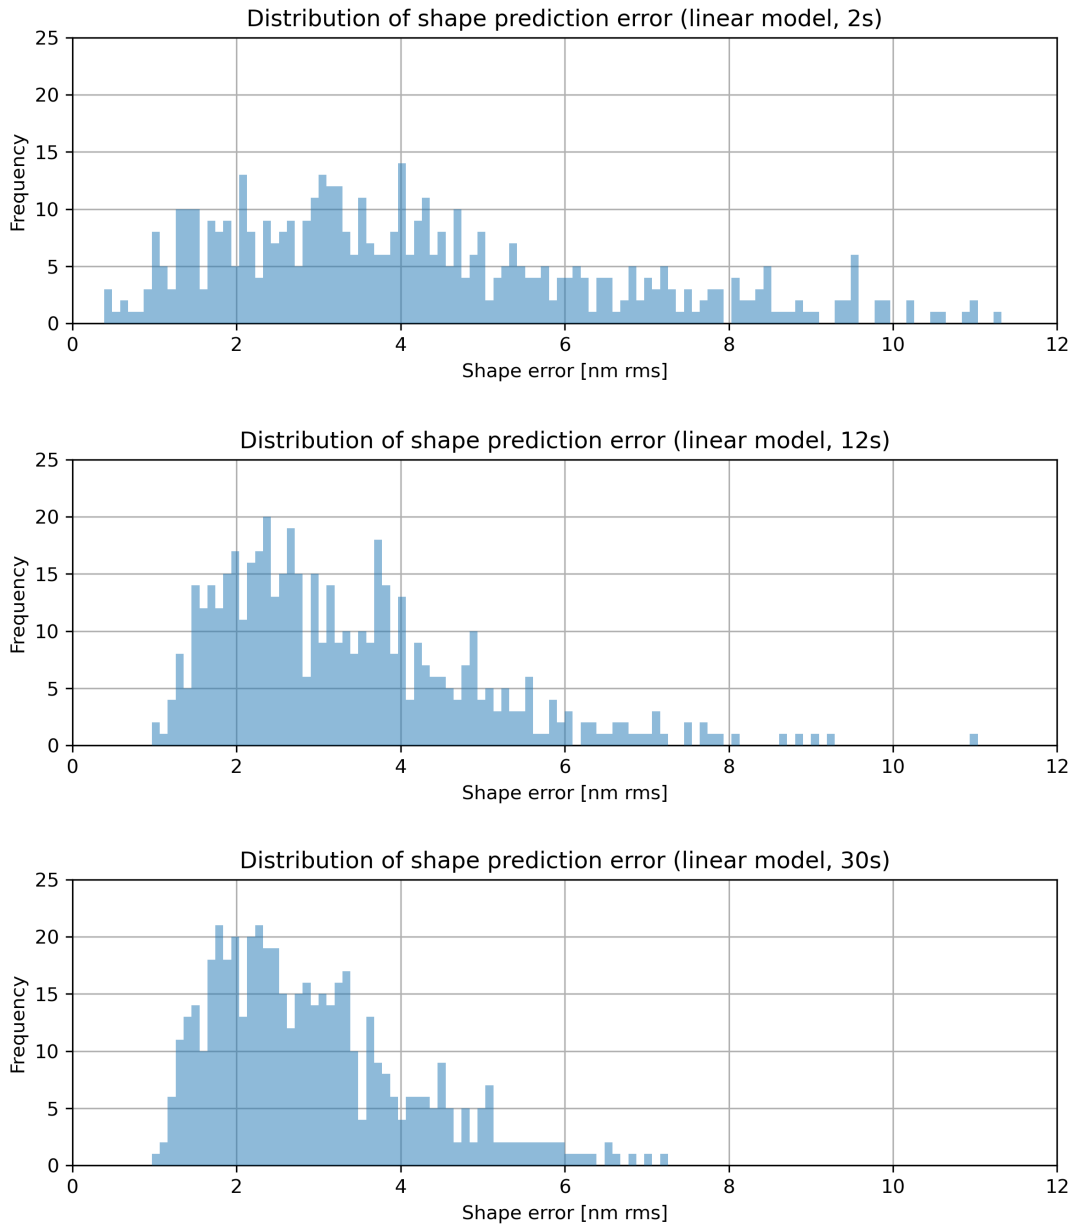 Distribution of shape prediction error (linear model, 2s)
25
20
15
10
5
0
Frequency
0 2 4 6 8 10 12
Shape error [nm rms]
Distribution of shape prediction error (linear model, 12s)
25
20
15
10
5
0
Frequency
0 2 4 6 8 10 12
Shape error [nm rms]
Distribution of shape prediction error (linear model, 30s)
25
20
15
10
5
0
Frequency
0 2 4 6 8 10 12
Shape error [nm rms]